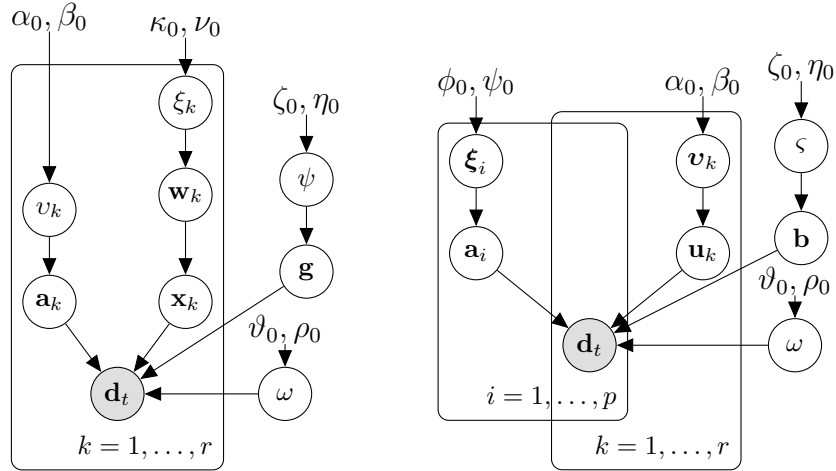 α₀, β₀
κ₀, ν₀
ξₖ
ζ₀, η₀
υₖ
𝐰ₖ
ψ
𝐚ₖ
𝐱ₖ
𝐠
ϑ₀, ρ₀
𝐝ₜ
ω
k = 1, . . . , r
ϕ₀, ψ₀
α₀, β₀
ζ₀, η₀
𝝃ᵢ
𝝊ₖ
ς
𝐚ᵢ
𝐮ₖ
𝐛
ϑ₀, ρ₀
𝐝ₜ
ω
i = 1, . . . , p
k = 1, . . . , r